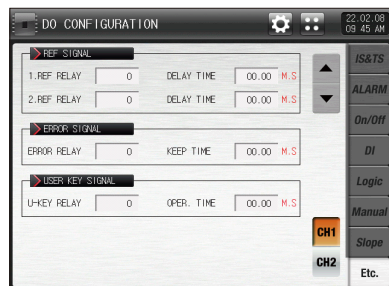 DO CONFIGURATION
22.02.08
09 45 AM
REF SIGNAL
1.REF RELAY 0 DELAY TIME 00.00 M.S
2.REF RELAY 0 DELAY TIME 00.00 M.S
ERROR SIGNAL
ERROR RELAY 0 KEEP TIME 00.00 M.S
USER KEY SIGNAL
U-KEY RELAY 0 OPER. TIME 00.00 M.S
CH1
CH2
IS&TS
ALARM
On/Off
DI
Logic
Manual
Slope
Etc.